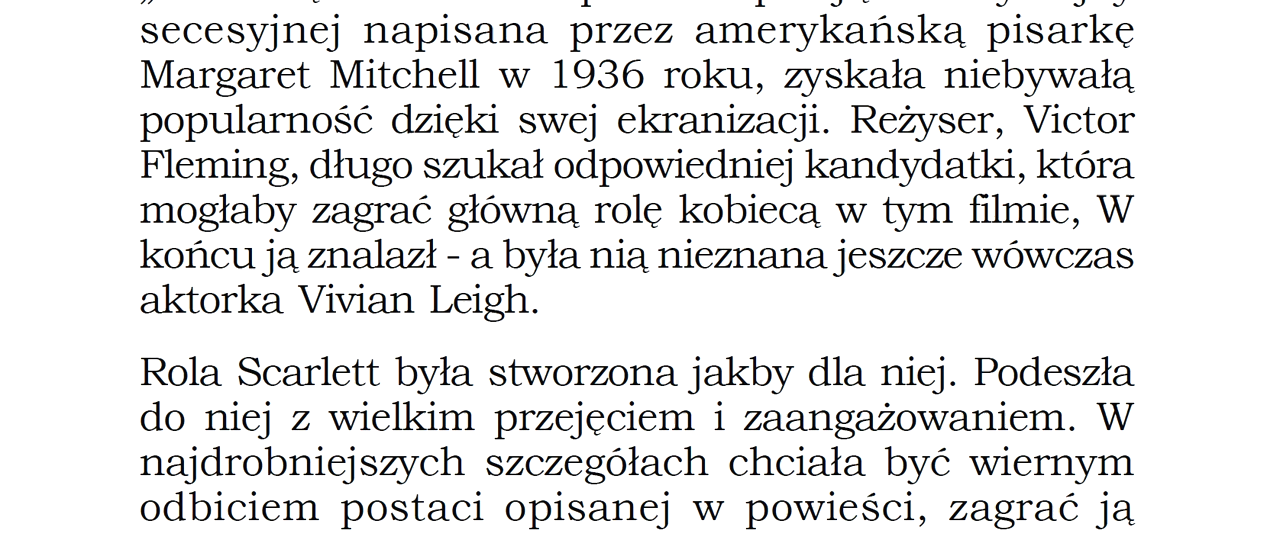 secesyjnej napisana przez amerykańską pisarkę
Margaret Mitchell w 1936 roku, zyskała niebywałą
popularność dzięki swej ekranizacji. Reżyser, Victor
Fleming, długo szukał odpowiedniej kandydatki, która
mogłaby zagrać główną rolę kobiecą w tym filmie, W
końcu ją znalazł - a była nią nieznana jeszcze wówczas
aktorka Vivian Leigh.
Rola Scarlett była stworzona jakby dla niej. Podeszła
do niej z wielkim przejęciem i zaangażowaniem. W
najdrobniejszych szczegółach chciała być wiernym
odbiciem postaci opisanej w powieści, zagrać ją